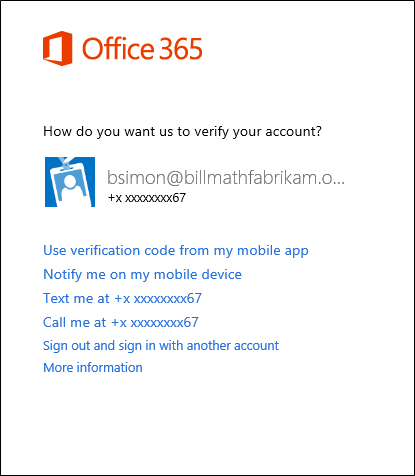 Office 365
How do you want us to verify your account?
bsimon@billmathfabrikam.o...
+x xxxxxxxx67
Use verification code from my mobile app
Notify me on my mobile device
Text me at +x xxxxxxxx67
Call me at +x xxxxxxxx67
Sign out and sign in with another account
More information